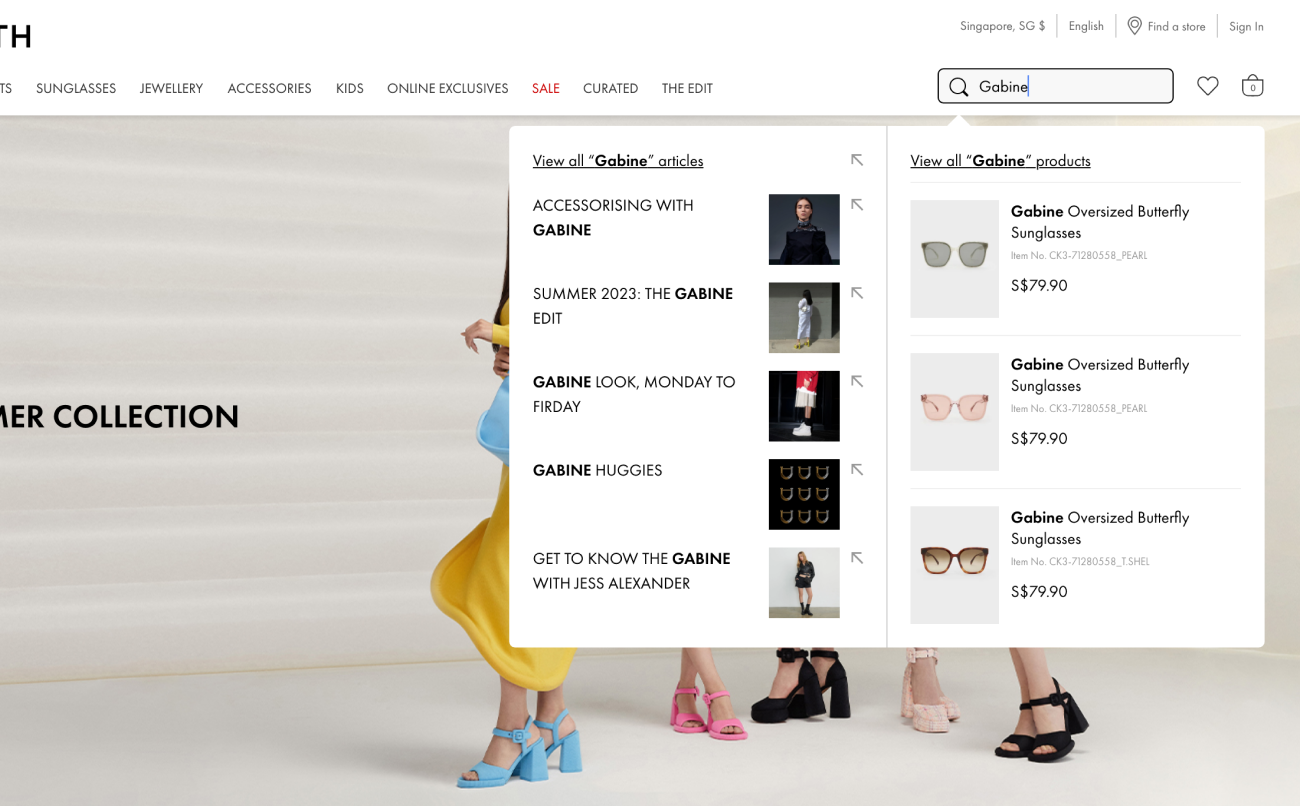 TH
Singapore, SG $ English Find a store Sign In
TS SUNGLASSES JEWELLERY ACCESSORIES KIDS ONLINE EXCLUSIVES SALE CURATED THE EDIT
Gabine
0
View all “Gabine” articles
ACCESSORISING WITH
GABINE
SUMMER 2023: THE GABINE
EDIT
GABINE LOOK, MONDAY TO
FIRDAY
GABINE HUGGIES
GET TO KNOW THE GABINE
WITH JESS ALEXANDER
View all “Gabine” products
Gabine Oversized Butterfly
Sunglasses
Item No. CK3-71280558_PEARL
S$79.90
Gabine Oversized Butterfly
Sunglasses
Item No. CK3-71280558_PEARL
S$79.90
Gabine Oversized Butterfly
Sunglasses
Item No. CK3-71280558_T.SHEL
S$79.90
MER COLLECTION